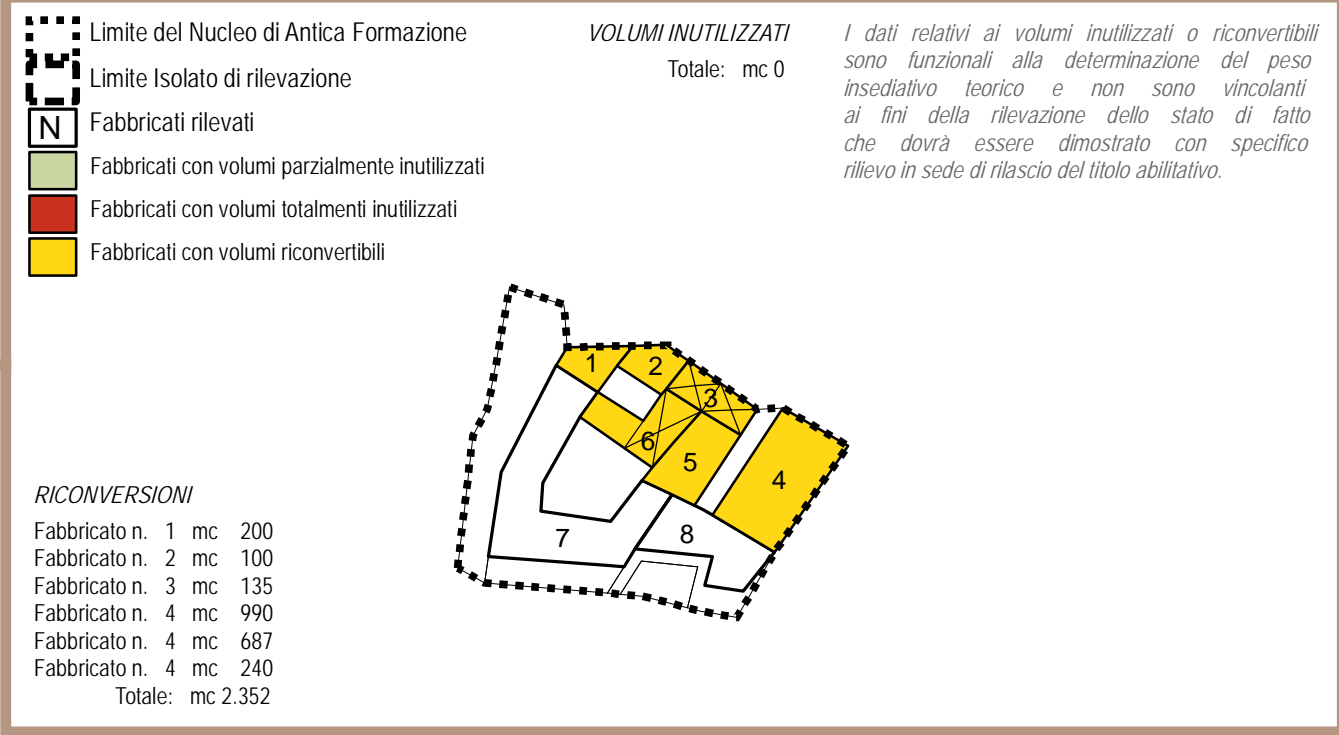 Limite del Nucleo di Antica Formazione
Limite Isolato di rilevazione
N Fabbricati rilevati
Fabbricati con volumi parzialmente inutilizzati
Fabbricati con volumi totalmenti inutilizzati
Fabbricati con volumi riconvertibili
VOLUMI INUTILIZZATI
Totale: mc 0
I dati relativi ai volumi inutilizzati o riconvertibili
sono funzionali alla determinazione del peso
insediativo teorico e non sono vincolanti
ai fini della rilevazione dello stato di fatto
che dovrà essere dimostrato con specifico
rilievo in sede di rilascio del titolo abilitativo.
1
2
3
6
5
4
7
8
RICONVERSIONI
Fabbricato n. 1 mc 200
Fabbricato n. 2 mc 100
Fabbricato n. 3 mc 135
Fabbricato n. 4 mc 990
Fabbricato n. 4 mc 687
Fabbricato n. 4 mc 240
Totale: mc 2.352